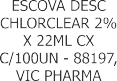 ESCOVA DESC
CHLORCLEAR 2%
X 22ML CX
C/100UN - 88197,
VIC PHARMA